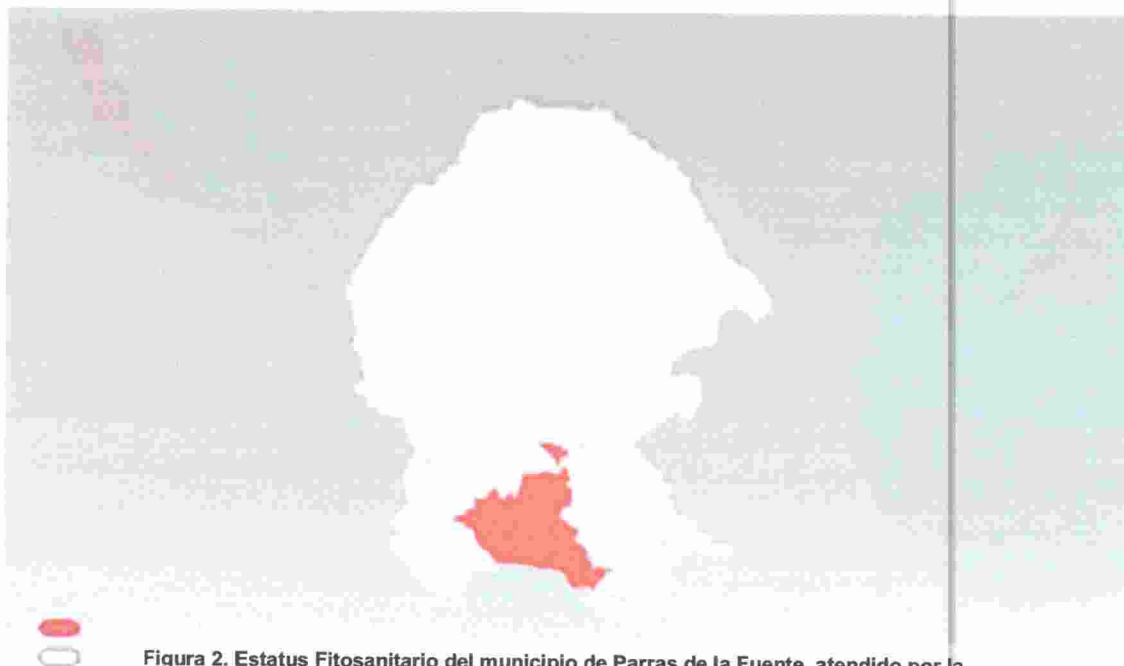 Figura 2. Estatus Fitosanitario del municipio de Parras de la Fuente, atendido por la